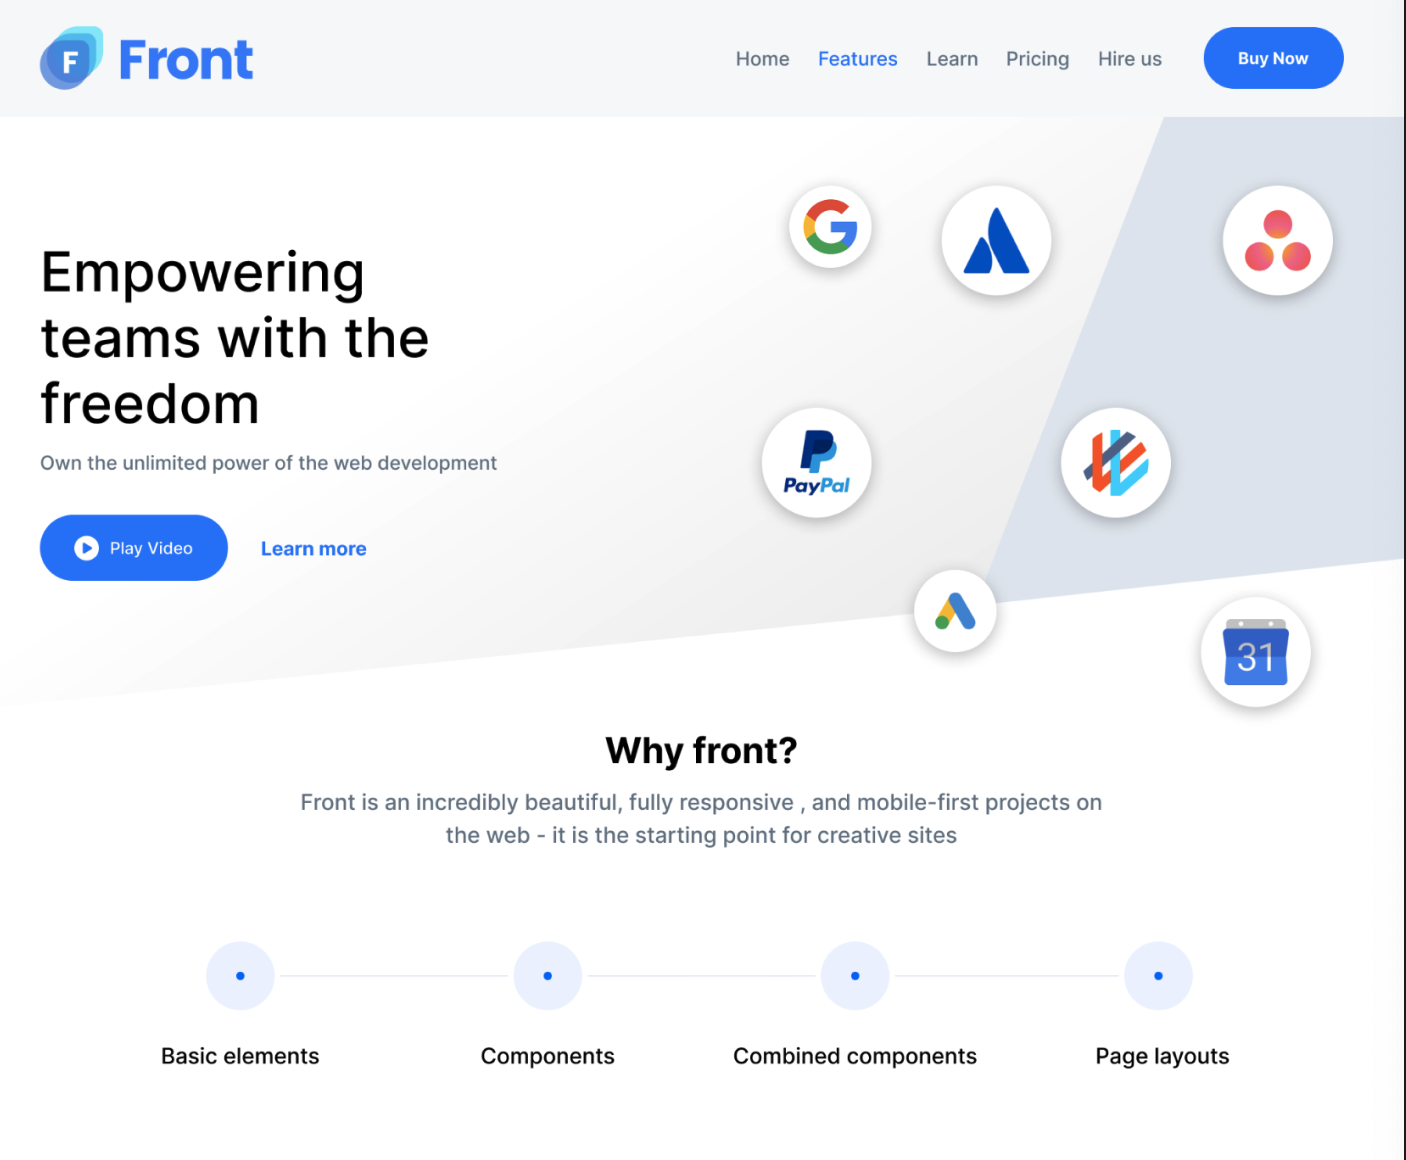 F Front
Home Features Learn Pricing Hire us Buy Now
Empowering
teams with the
freedom
Own the unlimited power of the web development
Play Video Learn more
PayPal
31
Why front?
Front is an incredibly beautiful, fully responsive , and mobile-first projects on
the web - it is the starting point for creative sites
Basic elements Components Combined components Page layouts